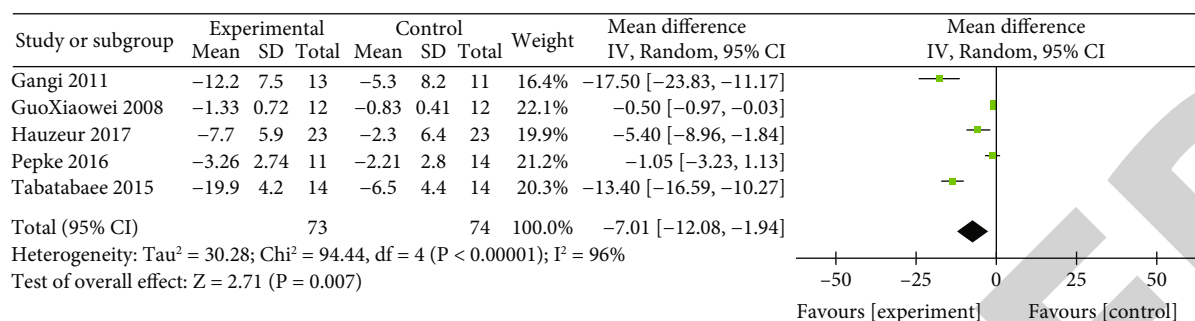 Study or subgroup Experimental Control Weight Mean difference Mean difference
Mean SD Total Mean SD Total IV, Random, 95% CI IV, Random, 95% CI
Gangi 2011 −12.2 7.5 13 −5.3 8.2 11 16.4% −17.50 [−23.83, −11.17]
GuoXiaowei 2008 −1.33 0.72 12 −0.83 0.41 12 22.1% −0.50 [−0.97, −0.03]
Hauzeur 2017 −7.7 5.9 23 −2.3 6.4 23 19.9% −5.40 [−8.96, −1.84]
Pepke 2016 −3.26 2.74 11 −2.21 2.8 14 21.2% −1.05 [−3.23, 1.13]
Tabatabaee 2015 −19.9 4.2 14 −6.5 4.4 14 20.3% −13.40 [−16.59, −10.27]
Total (95% CI) 73 74 100.0% −7.01 [−12.08, −1.94]
Heterogeneity: Tau² = 30.28; Chi² = 94.44, df = 4 (P < 0.00001); I² = 96%
Test of overall effect: Z = 2.71 (P = 0.007)
−50 −25 0 25 50
Favours [experiment] Favours [control]